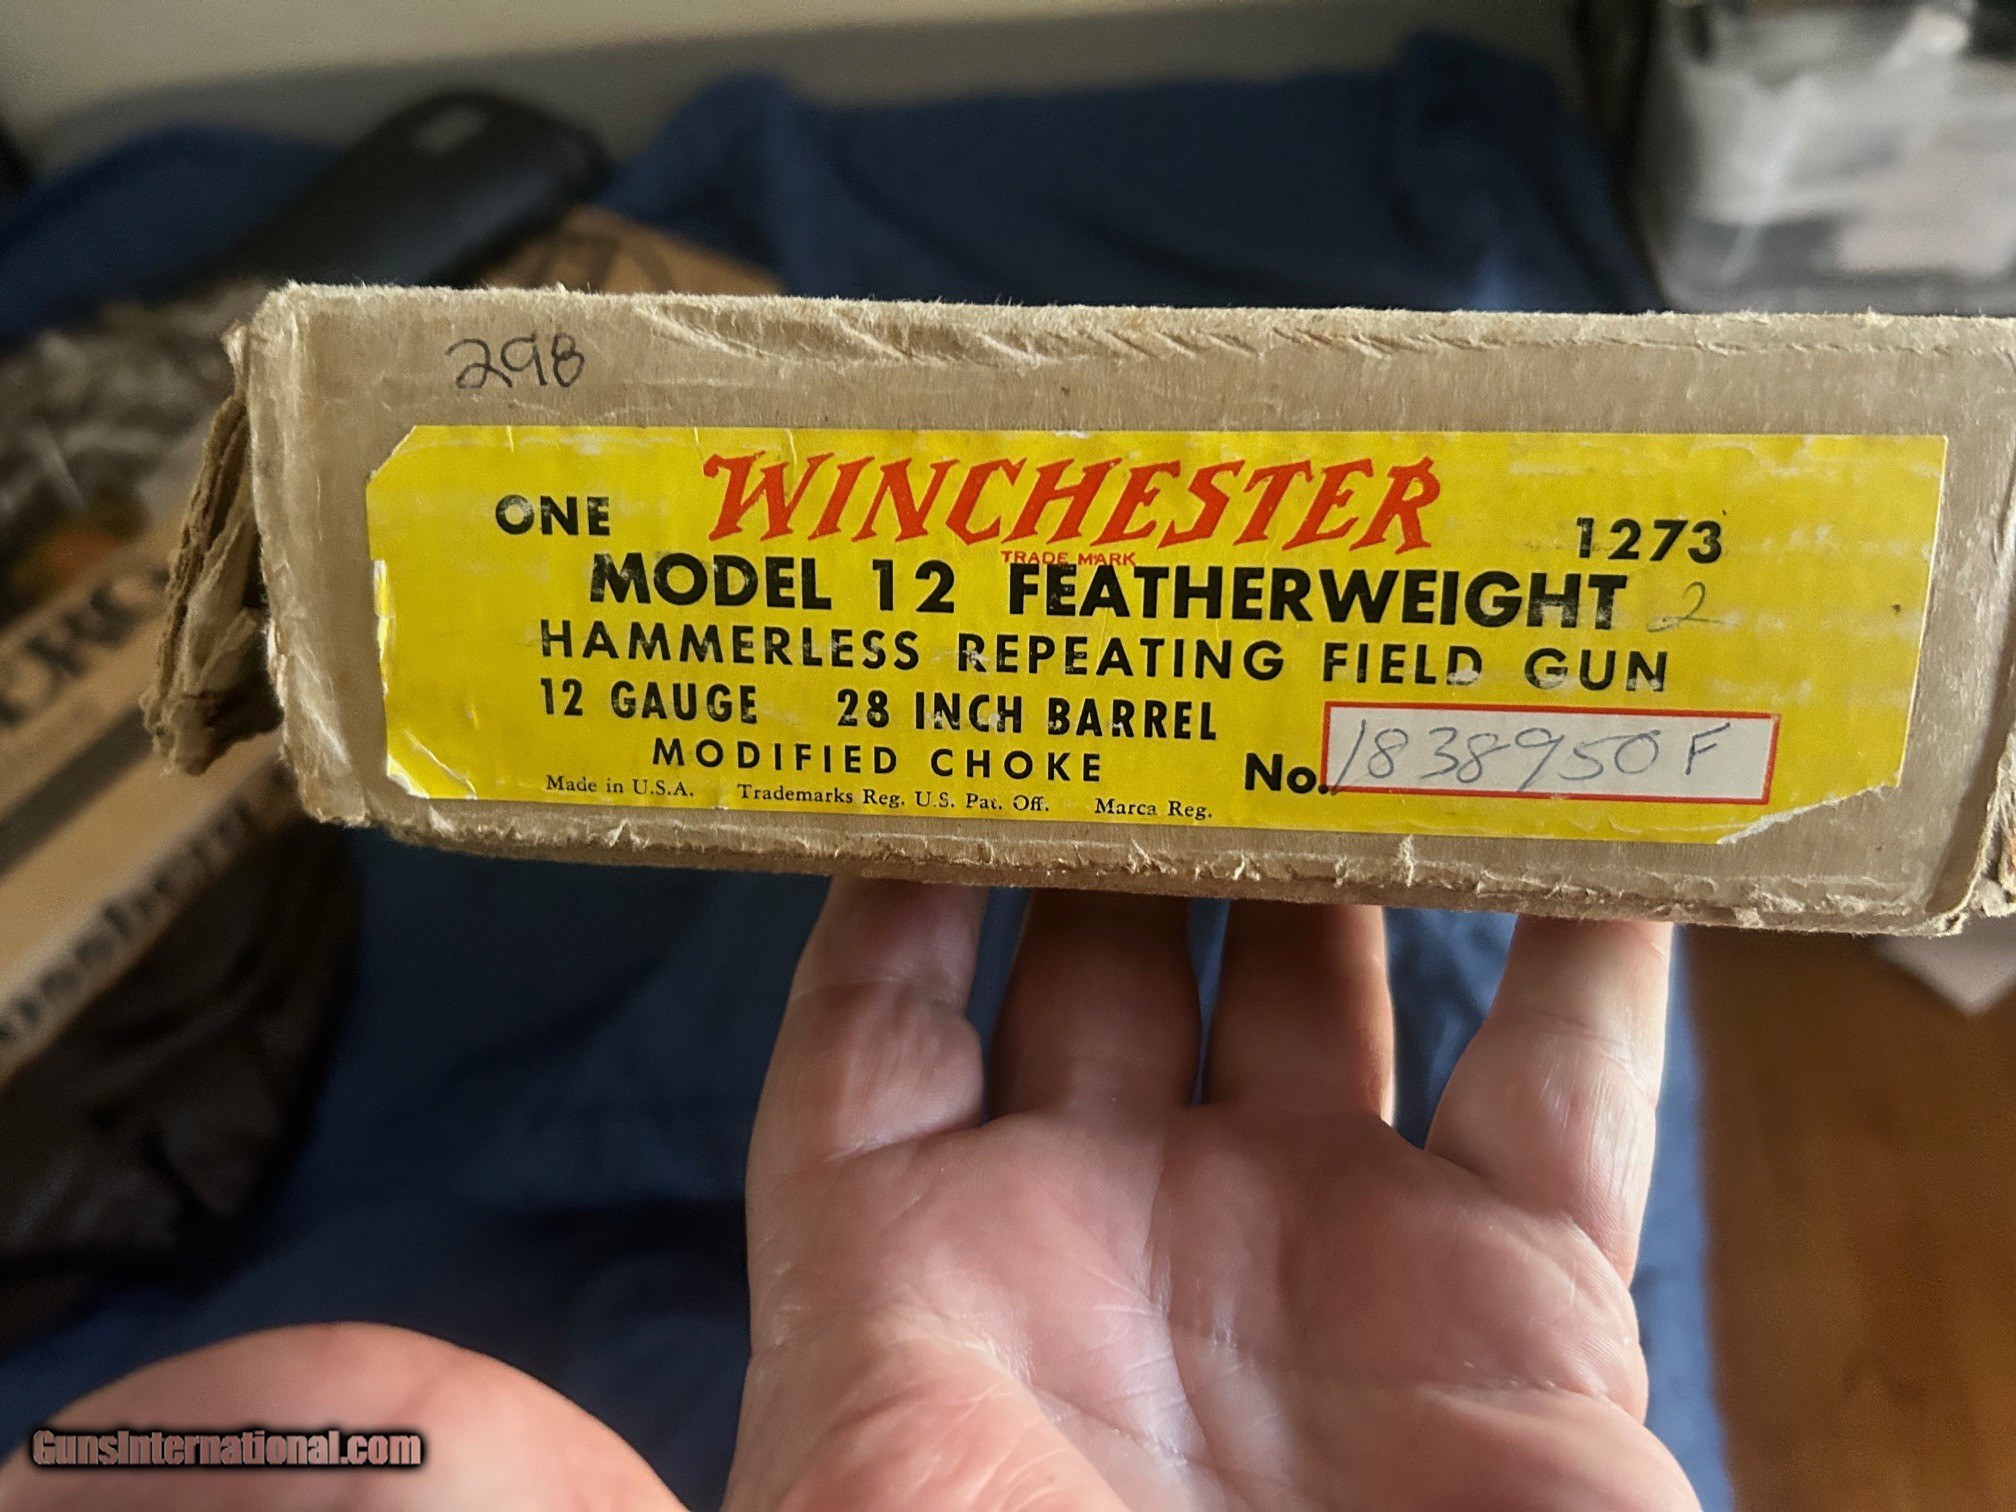 298
ONE WINCHESTER 1273
TRADE MARK
MODEL 12 FEATHERWEIGHT 2
HAMMERLESS REPEATING FIELD GUN
12 GAUGE 28 INCH BARREL
MODIFIED CHOKE
No. 1838950F
Made in U.S.A. Trademarks Reg. U.S. Pat. Off. Marca Reg.
GunsInternational.com